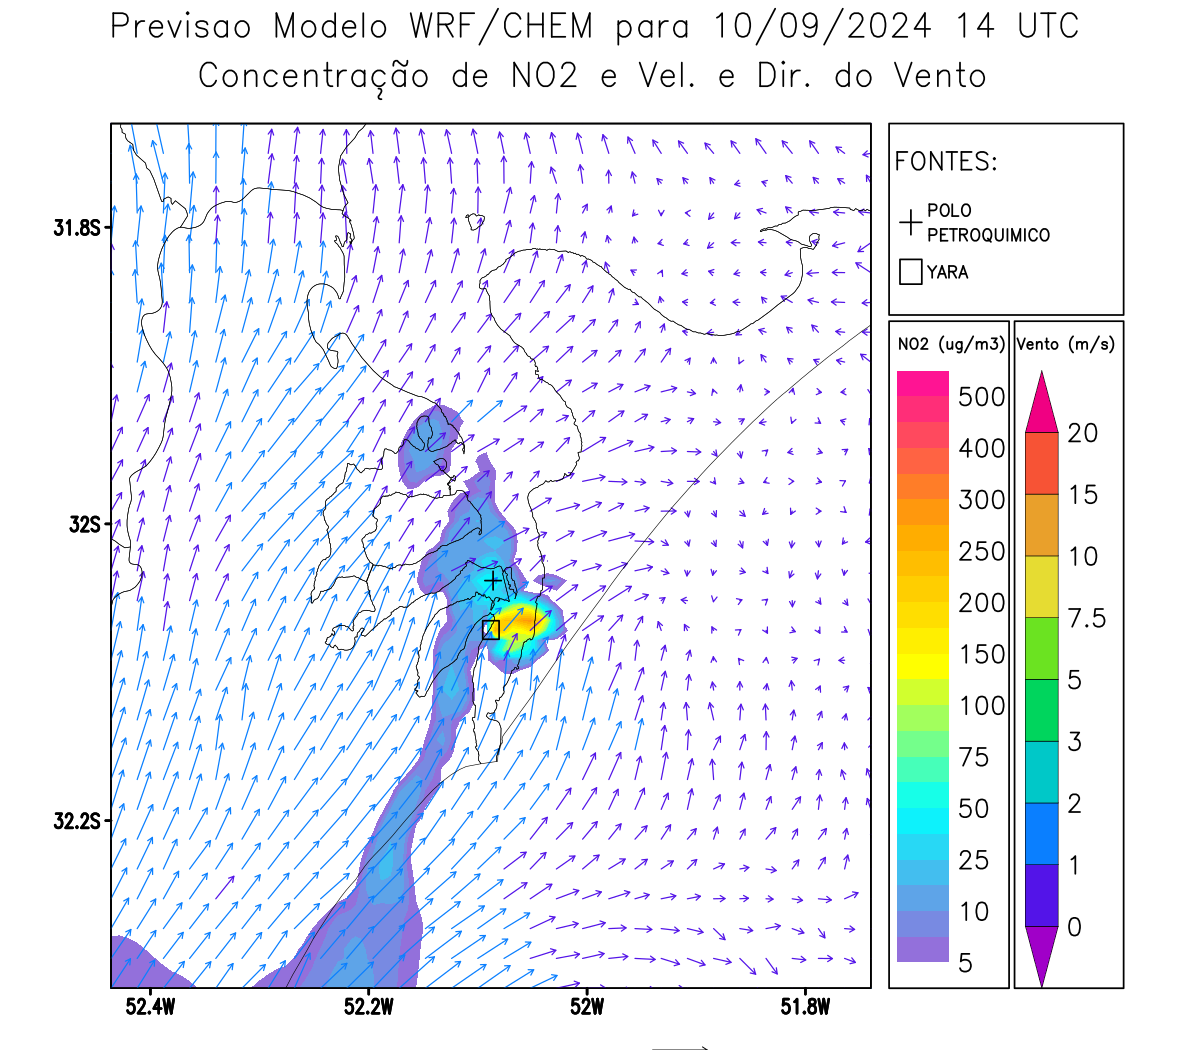 Previsao Modelo WRF/CHEM para 10/09/2024 14 UTC
Concentração de NO2 e Vel. e Dir. do Vento
FONTES:
POLO
PETROQUIMICO
YARA
31.8S
32S
32.2S
52.4W
52.2W
52W
51.8W
NO2 (ug/m3)
500
400
300
250
200
150
100
75
50
25
10
5
Vento (m/s)
20
15
10
7.5
5
3
2
1
0